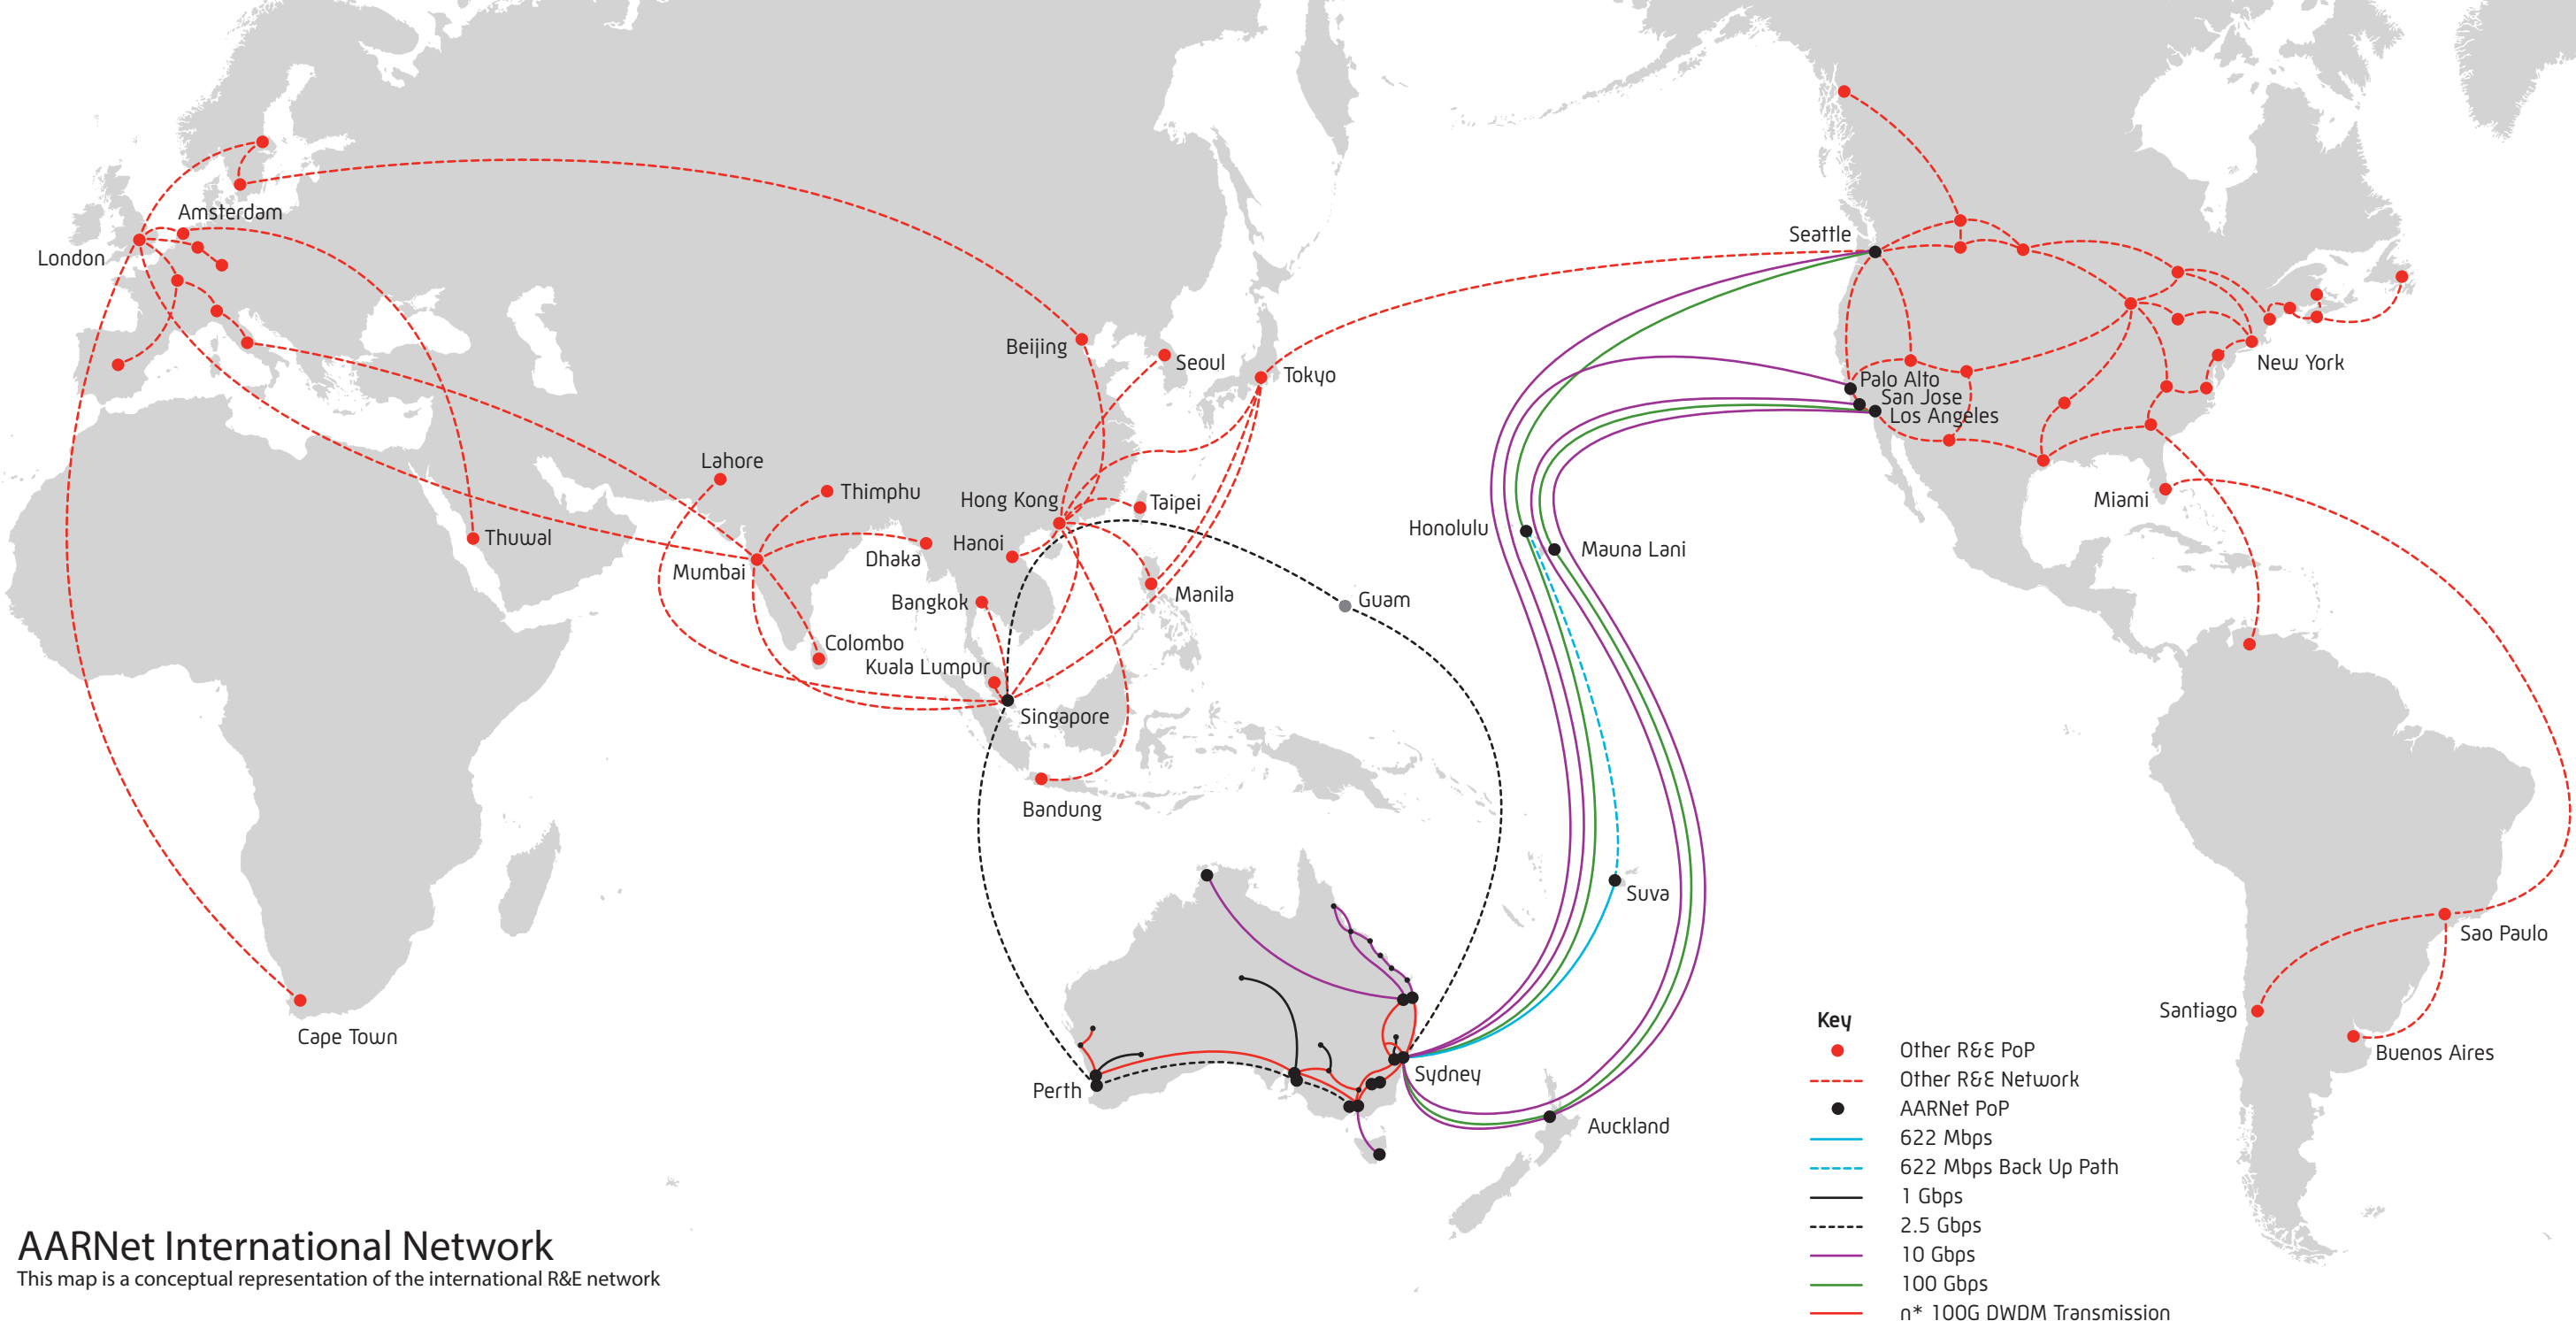 Amsterdam
London
Seattle
Beijing
Seoul
Tokyo
New York
Palo Alto
San Jose
Los Angeles
Lahore
Thimphu
Hong Kong
Taipei
Miami
Thuwal
Honolulu
Mauna Lani
Hanoi
Dhaka
Mumbai
Bangkok
Manila
Guam
Colombo
Kuala Lumpur
Singapore
Bandung
Suva
Sao Paulo
Santiago
Buenos Aires
Cape Town
Perth
Sydney
Auckland
Key
Other R&E PoP
Other R&E Network
AARNet PoP
622 Mbps
622 Mbps Back Up Path
1 Gbps
2.5 Gbps
10 Gbps
100 Gbps
n* 100G DWDM Transmission
AARNet International Network
This map is a conceptual representation of the international R&E network